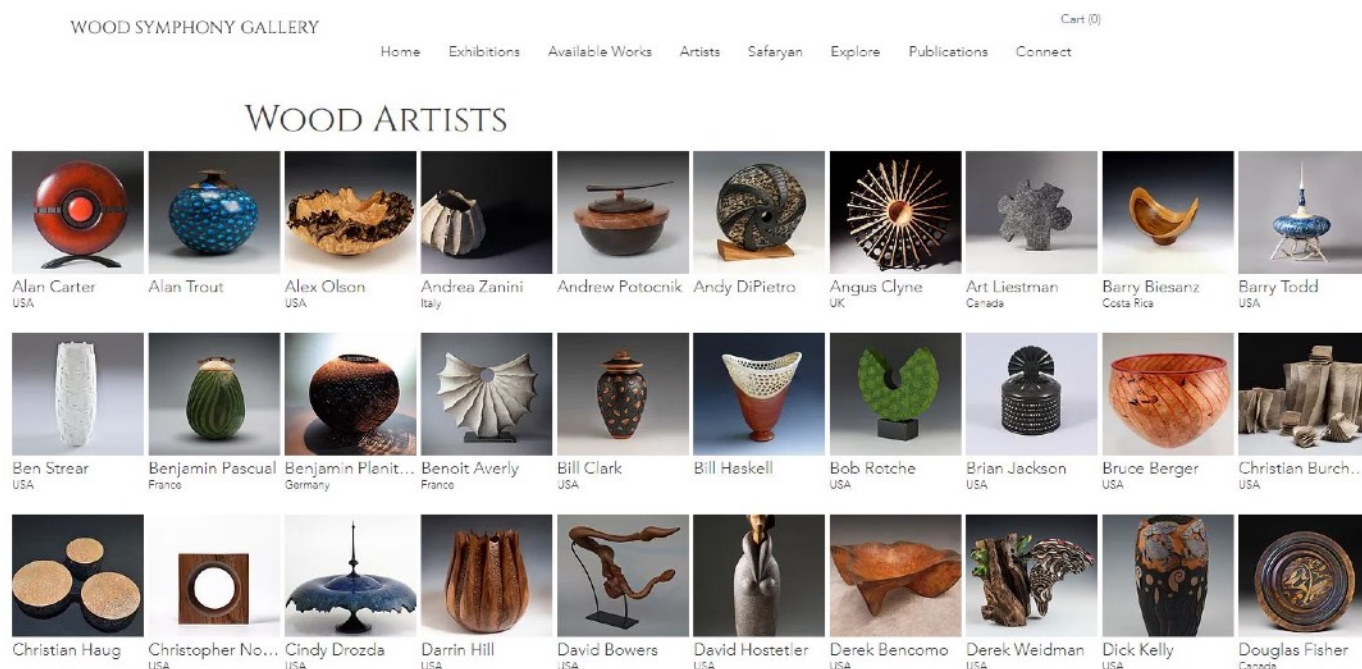 WOOD SYMPHONY GALLERY
Cart (0)
Home Exhibitions Available Works Artists Safaryan Explore Publications Connect
WOOD ARTISTS
Alan Carter Alan Trout Alex Olson Andrea Zanini Andrew Potocnik Andy DiPietro Angus Clyne Art Liestman Barry Biesanz Barry Todd
USA USA Italy UK Canada Costa Rica USA
Ben Strear Benjamin Pascual Benjamin Planit... Benoit Averly Bill Clark Bill Haskell Bob Rotche Brian Jackson Bruce Berger Christian Burch...
USA France Germany France USA USA USA USA USA
Christian Haug Christopher No... Cindy Drozda Darrin Hill David Bowers David Hostetler Derek Bencomo Derek Weidman Dick Kelly Douglas Fisher
USA USA USA USA USA USA USA USA Canada